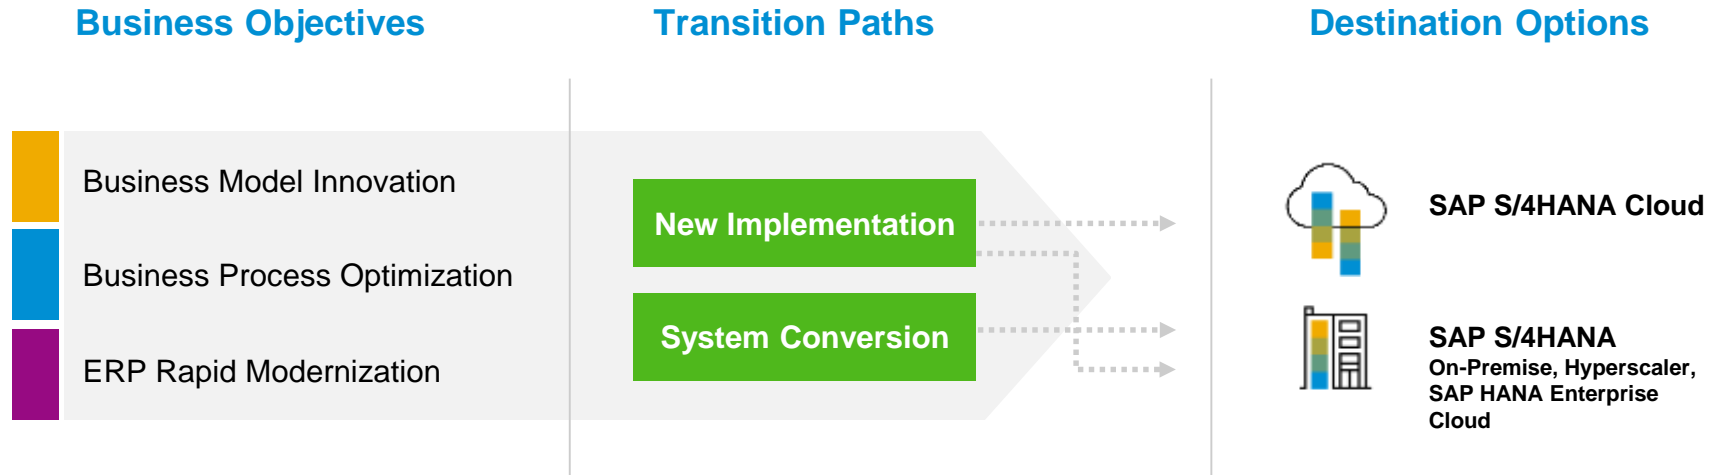 Business Objectives
Transition Paths
Destination Options
Business Model Innovation
Business Process Optimization
ERP Rapid Modernization
New Implementation
System Conversion
SAP S/4HANA Cloud
SAP S/4HANA
On-Premise, Hyperscaler,
SAP HANA Enterprise
Cloud